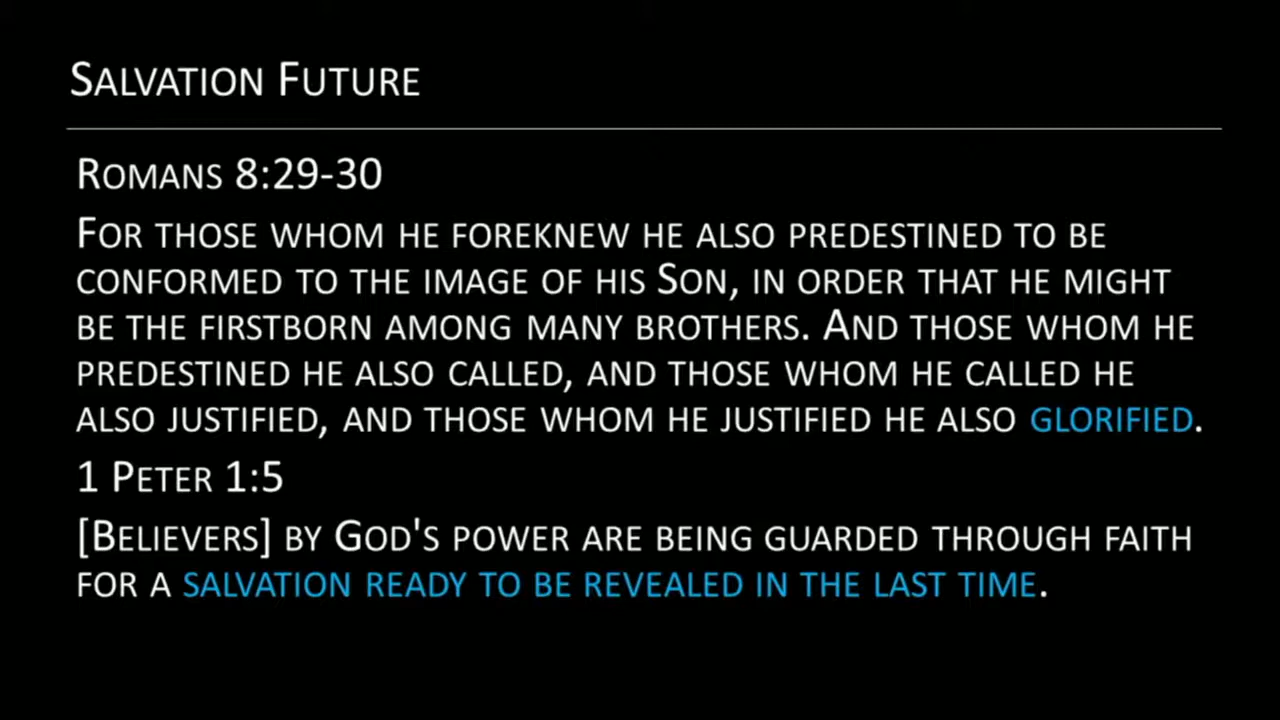 Salvation Future
Romans 8:29-30
For those whom he foreknew he also predestined to be
conformed to the image of his Son, in order that he might
be the firstborn among many brothers. And those whom he
predestined he also called, and those whom he called he
also justified, and those whom he justified he also glorified.
1 Peter 1:5
[Believers] by God's power are being guarded through faith
for a salvation ready to be revealed in the last time.